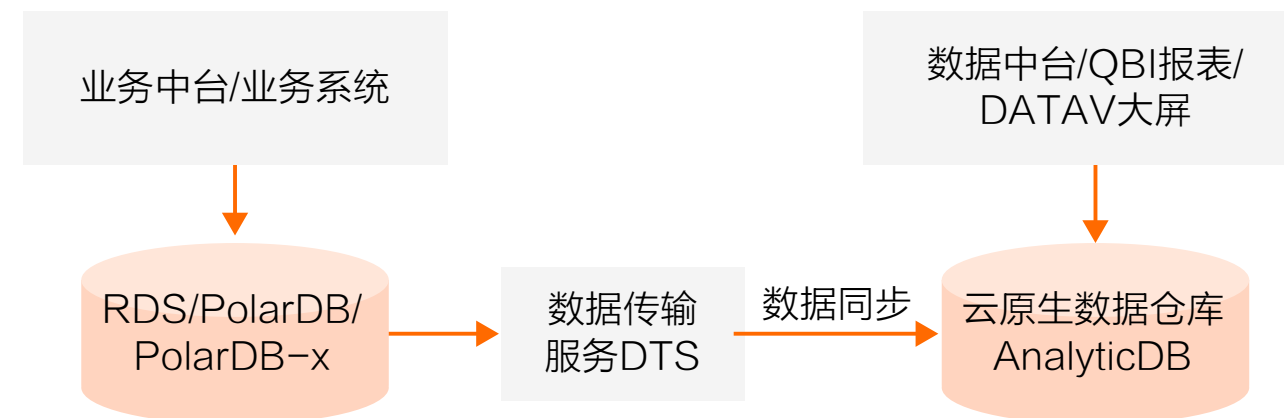 业务中台/业务系统
数据中台/QBI报表/
DATAV大屏
RDS/PolarDB/
PolarDB-x
数据传输
服务DTS
数据同步
云原生数据仓库
AnalyticDB